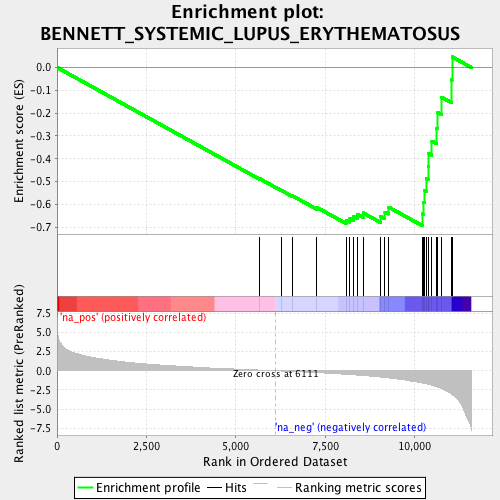 Enrichment plot:
BENNETT_SYSTEMIC_LUPUS_ERYTHEMATOSUS
Enrichment score (ES)
0.0
-0.1
-0.2
-0.3
-0.4
-0.5
-0.6
-0.7
'na_pos' (positively correlated)
Ranked list metric (PreRanked)
7.5
5.0
2.5
0.0
-2.5
-5.0
-7.5
Zero cross at 6111
'na_neg' (negatively correlated)
0
2,500
5,000
7,500
10,000
Rank in Ordered Dataset
Enrichment profile
Hits
Ranking metric scores